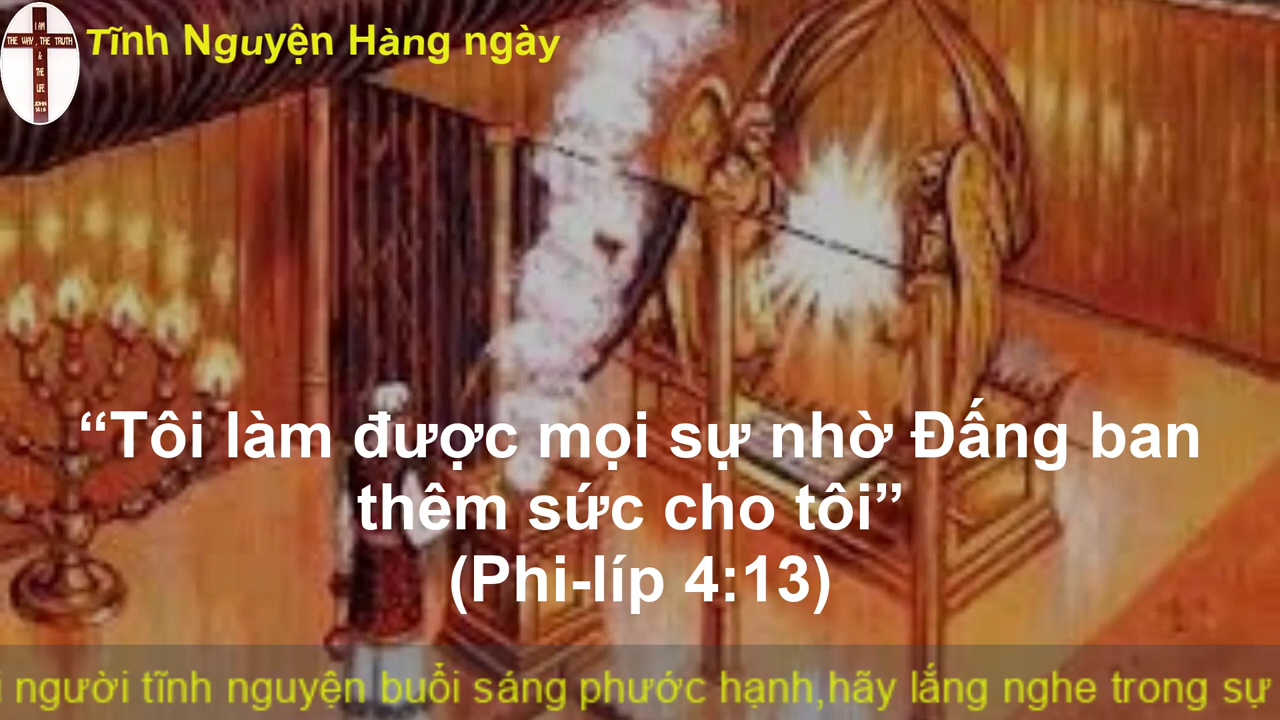 I AM
THE WAY, THE TRUTH
&
THE
LIFE
JOHN
Tĩnh Nguyện Hàng ngày
“Tôi làm được mọi sự nhờ Đấng ban
thêm sức cho tôi”
(Phi-líp 4:13)
i người tĩnh nguyện buổi sáng phước hạnh,hãy lắng nghe trong sự